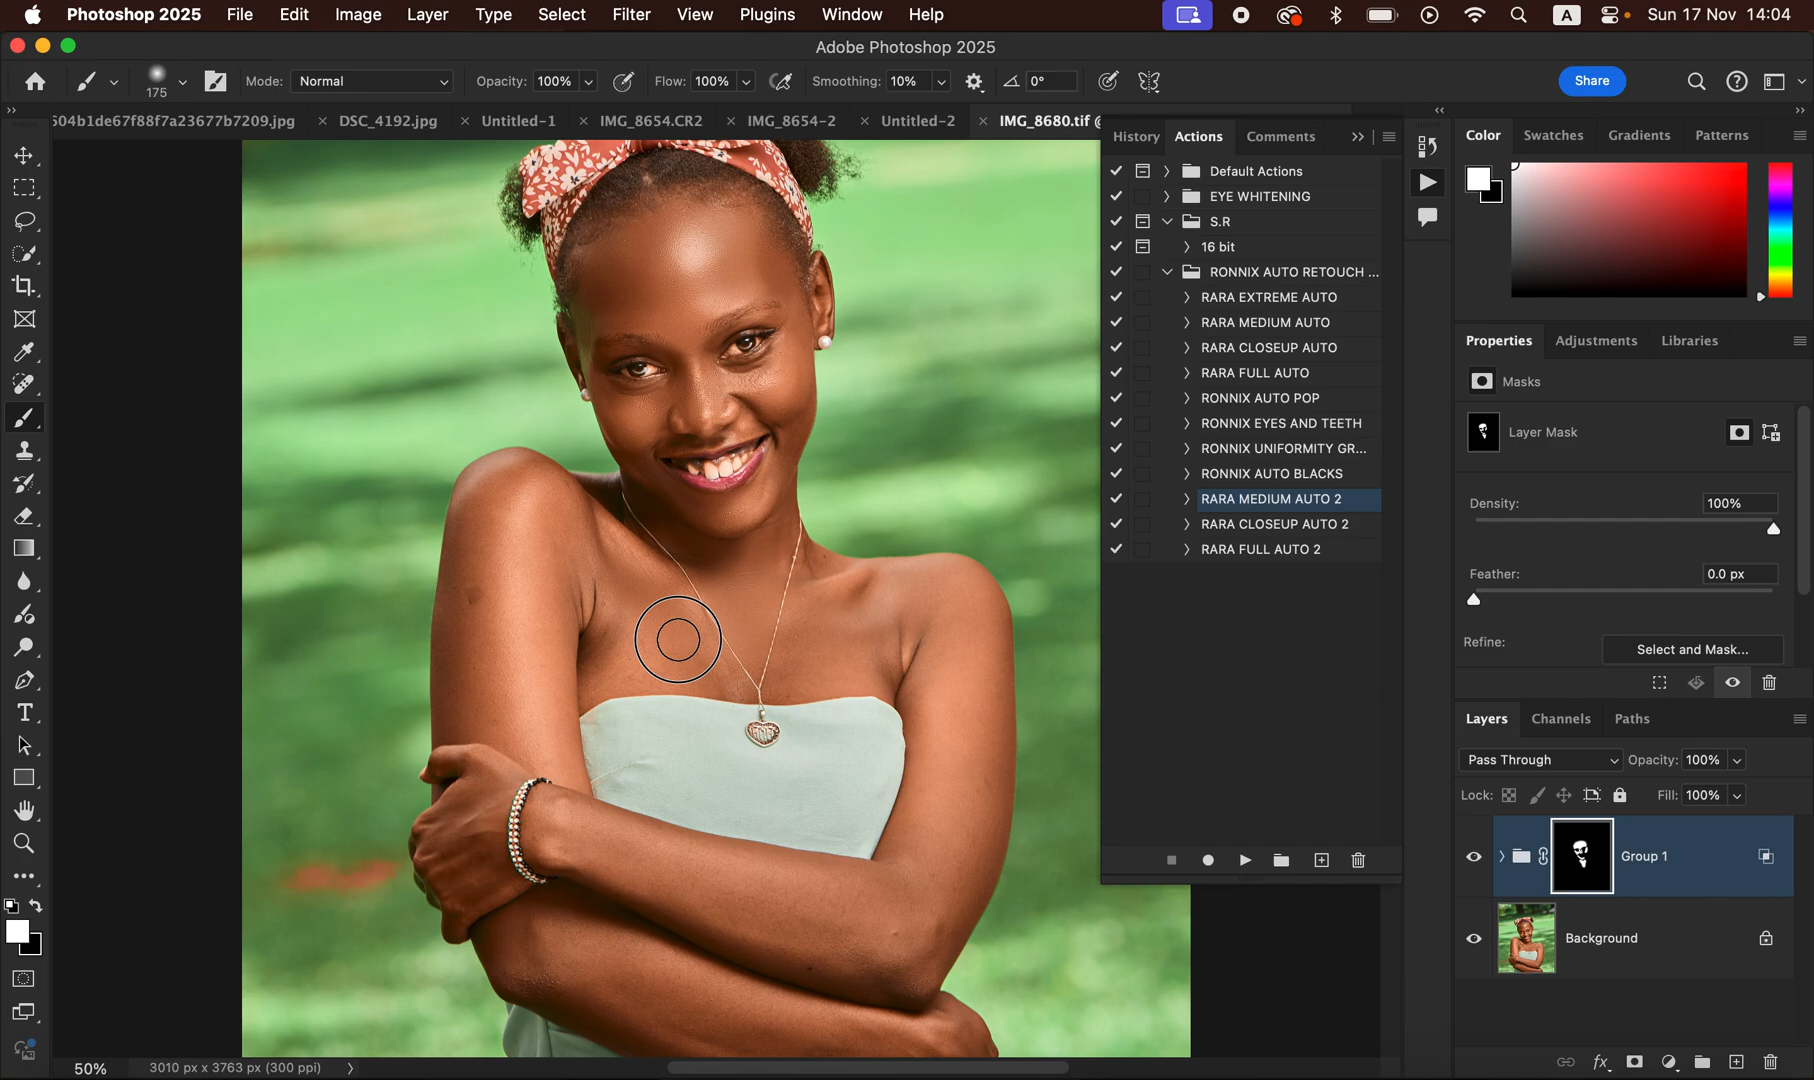 Photoshop 2025 File Edit Image Layer Type Select Filter View Plugins Window Help A Sun 17 Nov 14:04
Adobe Photoshop 2025
175 Mode: Normal Opacity: 100% Flow: 100% Smoothing: 10% 0° Share
604b1de67f88f7a23677b7209.jpg DSC_4192.jpg Untitled-1 IMG_8654.CR2 IMG_8654-2 Untitled-2 IMG_8680.tif @
History Actions Comments
Default Actions
EYE WHITENING
S.R
16 bit
RONNIX AUTO RETOUCH ...
RARA EXTREME AUTO
RARA MEDIUM AUTO
RARA CLOSEUP AUTO
RARA FULL AUTO
RONNIX AUTO POP
RONNIX EYES AND TEETH
RONNIX UNIFORMITY GR...
RONNIX AUTO BLACKS
RARA MEDIUM AUTO 2
RARA CLOSEUP AUTO 2
RARA FULL AUTO 2
Color Swatches Gradients Patterns
Properties Adjustments Libraries
Masks
Layer Mask
Density: 100%
Feather: 0.0 px
Refine: Select and Mask...
Layers Channels Paths
Pass Through Opacity: 100%
Lock: Fill: 100%
Group 1
Background
50% 3010 px x 3763 px (300 ppi)